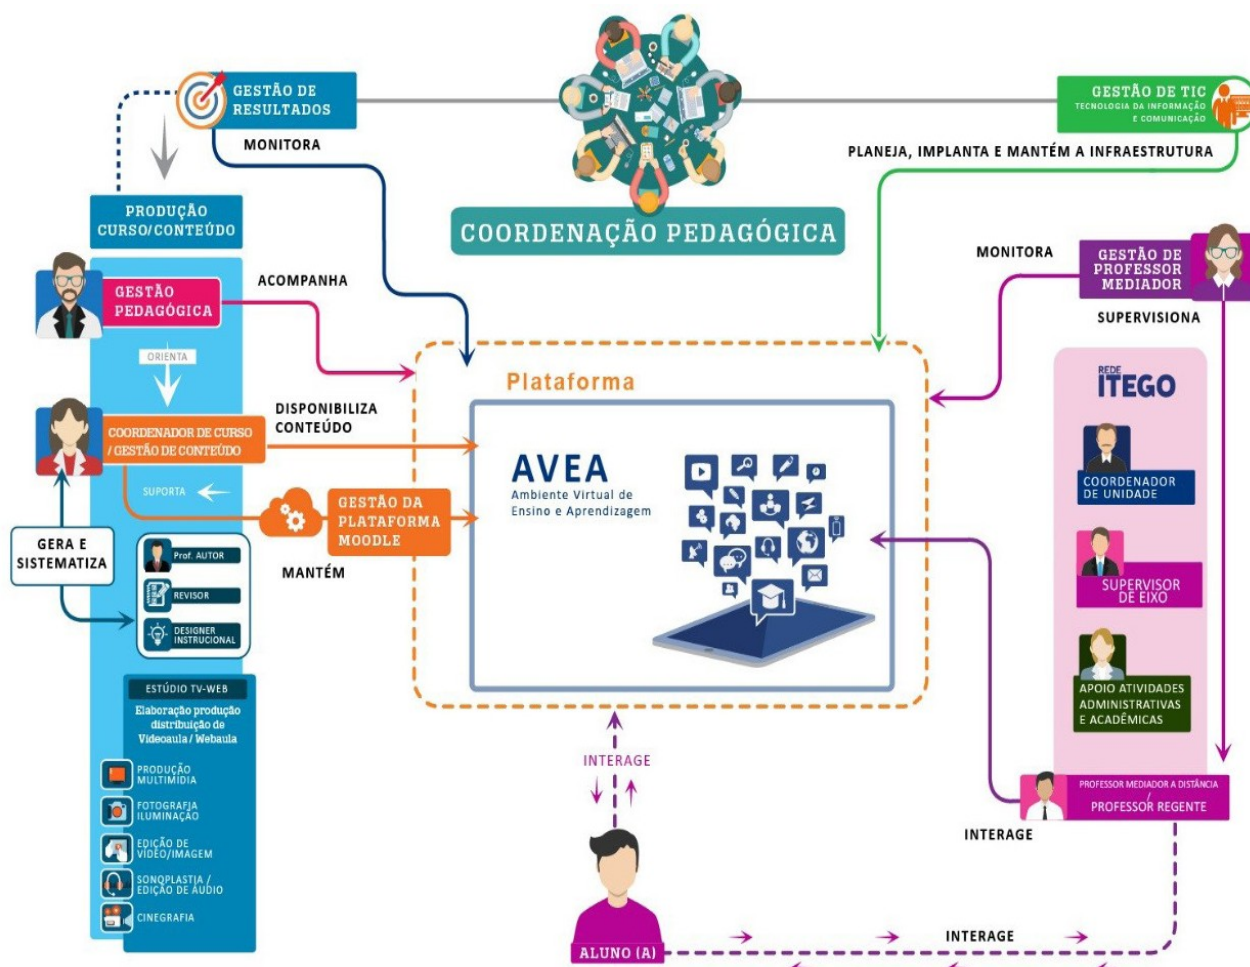 GESTÃO DE
RESULTADOS
MONITORA
COORDENAÇÃO PEDAGÓGICA
GESTÃO DE TIC
TECNOLOGIA DA INFORMAÇÃO
E COMUNICAÇÃO
PLANEJA, IMPLANTA E MANTÉM A INFRAESTRUTURA
PRODUÇÃO
CURSO/CONTEÚDO
GESTÃO
PEDAGÓGICA
ACOMPANHA
ORIENTA
COORDENADOR DE CURSO
/ GESTÃO DE CONTEÚDO
DISPONIBILIZA
CONTEÚDO
SUPORTA
GESTÃO DA
PLATAFORMA
MOODLE
MANTÉM
GERA E
SISTEMATIZA
Prof. AUTOR
REVISOR
DESIGNER
INSTRUCIONAL
ESTÚDIO TV-WEB
Elaboração produção
distribuição de
Videoaula / Webaula
PRODUÇÃO
MULTIMÍDIA
FOTOGRAFIA
ILUMINAÇÃO
EDIÇÃO DE
VÍDEO/IMAGEM
SONOPLASTIA /
EDIÇÃO DE ÁUDIO
CINEGRAFIA
Plataforma
AVEA
Ambiente Virtual de
Ensino e Aprendizagem
INTERAGE
ALUNO (A)
INTERAGE
MONITORA
GESTÃO DE
PROFESSOR
MEDIADOR
SUPERVISIONA
REDE
ITEGO
COORDENADOR
DE UNIDADE
SUPERVISOR
DE EIXO
APOIO ATIVIDADES
ADMINISTRATIVAS
E ACADÊMICAS
PROFESSOR MEDIADOR A DISTÂNCIA
/
PROFESSOR REGENTE
INTERAGE